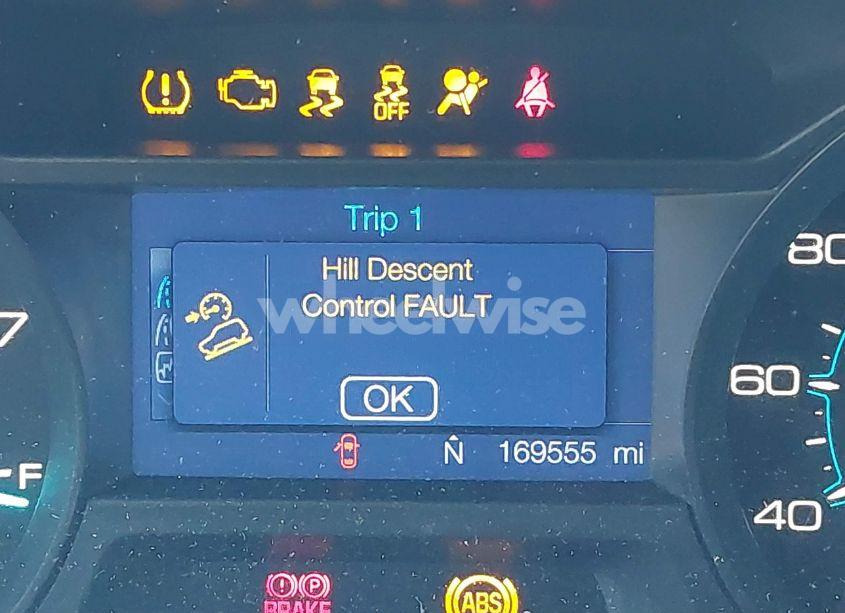 OFF
Trip 1
Hill Descent
Control FAULT
wheelwise
OK
N 169555 mi
7
F
80
60
40
P
BRAKE
ABS